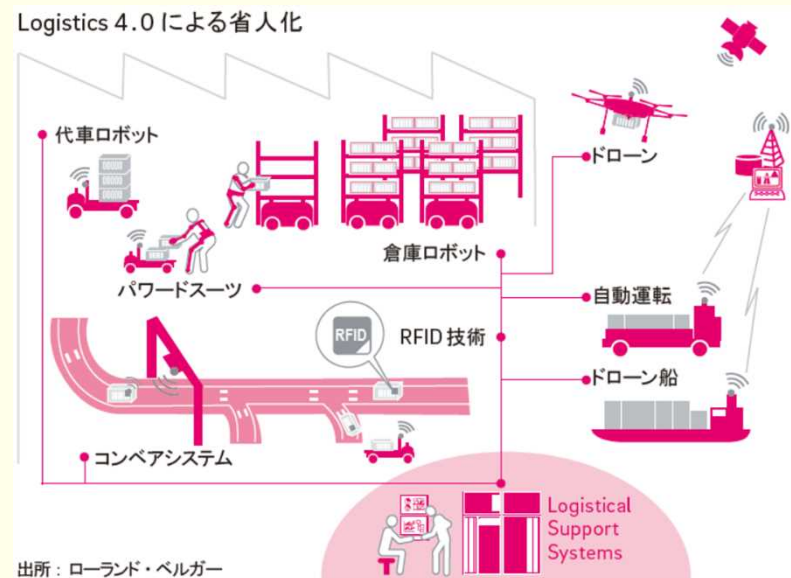 Logistics 4.0 による省人化
代車ロボット
ドローン
倉庫ロボット
パワードスーツ
自動運転
RFID
RFID 技術
ドローン船
コンベアシステム
Logistical
Support
Systems
出所：ローランド・ベルガー